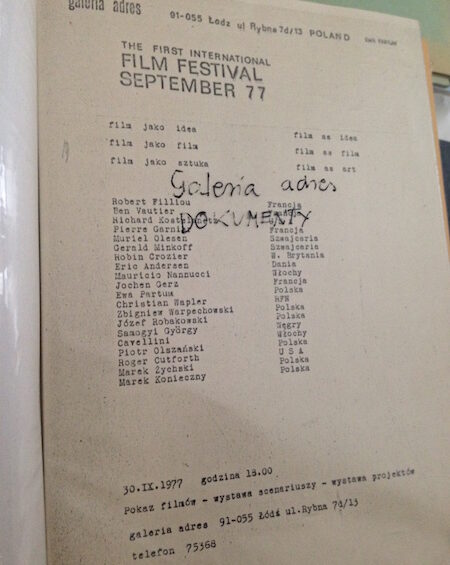 galeria adres 91-055 Łódź ul Rybna 7d/13 POLAND EWA PARTUM
THE FIRST INTERNATIONAL
FILM FESTIVAL
SEPTEMBER 77
film jako idea film as idea
film jako film film as film
film jako sztuka film as art
Galeria adres
DOKUMENTY
Robert Filliou Francja
Ben Vautier
Richard
Pierre Garnier Francja
Muriel Olesen Szwajcaria
Gerald Minkoff Szwajcaria
Robin Crozier W. Brytania
Eric Andersen Dania
Mauricio Nannucci Włochy
Jochen Gerz Francja
Ewa Partum Polska
Christian Wapler RFN
Zbigniew Warpechowski Polska
Józef Robakowski Polska
Samogyi György Węgry
Cavellini Włochy
Piotr Olszański Polska
Roger Cutforth U S A
Marek Żychski Polska
Marek Konieczny Polska
30.IX.1977 godzina 18.00
Pokaz filmów - wystawa scenariuszy - wystawa projektów
galeria adres 91-055 Łódź ul.Rybna 7d/13
telefon 75368